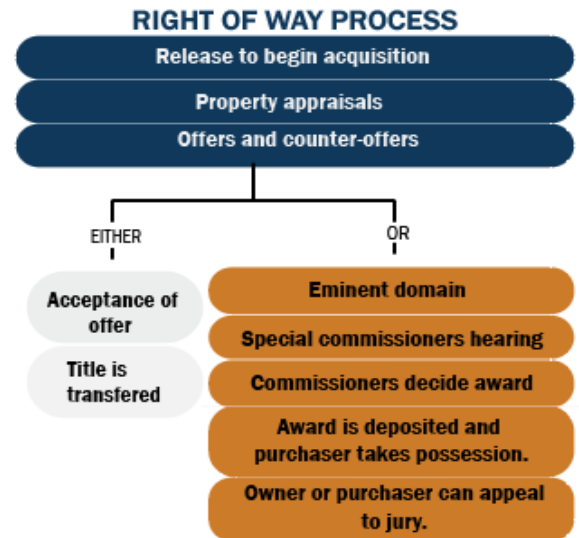 RIGHT OF WAY PROCESS
Release to begin acquisition
Property appraisals
Offers and counter-offers
EITHER
OR
Acceptance of
offer
Title is
transfered
Eminent domain
Special commissioners hearing
Commissioners decide award
Award is deposited and
purchaser takes possession.
Owner or purchaser can appeal
to jury.